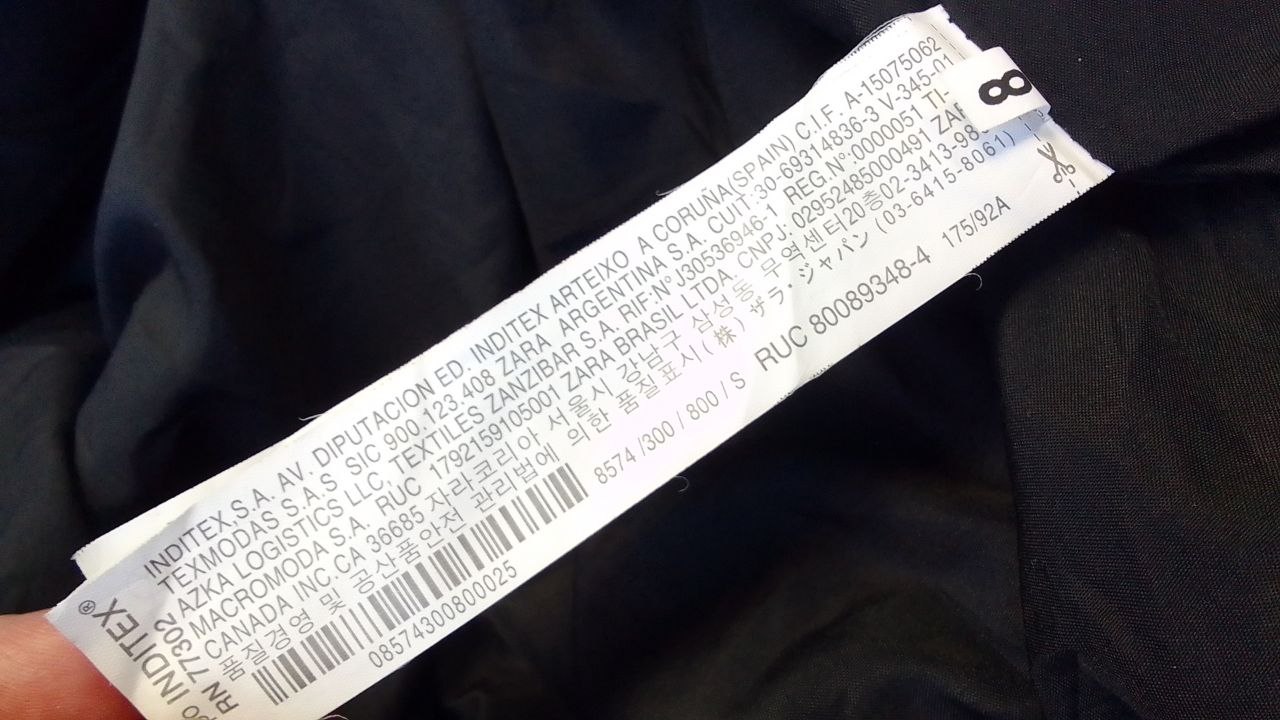 INDITEX,S.A. AV. DIPUTACION ED. INDITEX ARTEIXO A CORUÑA(SPAIN) C.I.F. A-15075062
TEXMODAS S.A.S. SIC 900.123.408 ZARA ARGENTINA S.A. CUIT:30-69314836-3 V-345-01
AZKA LOGISTICS LLC, TEXTILES ZANZIBAR S.A. RIF:N°J30536946-1 REG.N°:0000051 TI-
MACROMODA S.A. RUC 1792159105001 ZARA BRASIL LTDA. CNPJ: 02952485000491 ZAR
CANADA INC. CA 36685 자라코리아 서울시 강남구 삼성동 무역센터20층02-3413-98
품질경영 및 공산품안전 관리법에 의한 품질표시(株) ザラ.ジャパン (03-6415-8061)
RUC 80089348-4 175/92A
8574 /300 / 800 / S
08574300800025
po INDITEX®
RN 77302
8